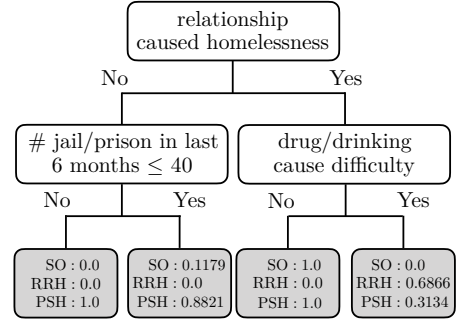 relationship
caused homelessness
No
Yes
# jail/prison in last
6 months ≤ 40
drug/drinking
cause difficulty
No
Yes
No
Yes
SO : 0.0
RRH : 0.0
PSH : 1.0
SO : 0.1179
RRH : 0.0
PSH : 0.8821
SO : 1.0
RRH : 0.0
PSH : 1.0
SO : 0.0
RRH : 0.6866
PSH : 0.3134